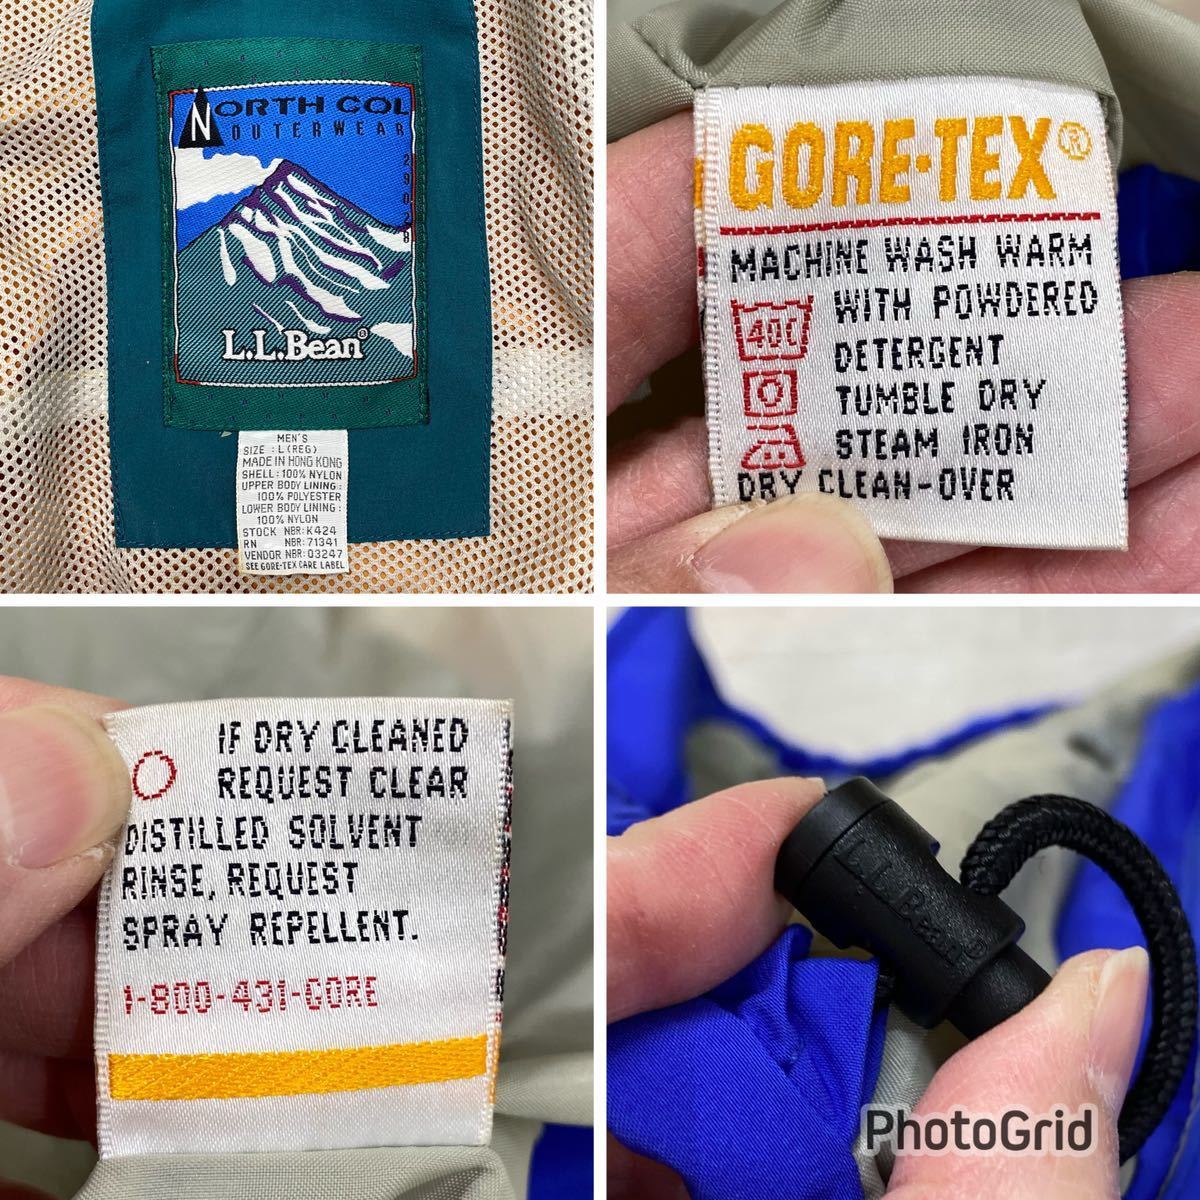 NORTH COL
OUTERWEAR
29028
L.L.Bean®
MEN'S
SIZE : L(REG)
MADE IN HONG KONG
SHELL: 100% NYLON
UPPER BODY LINING :
100% POLYESTER
LOWER BODY LINING :
100% NYLON
STOCK NBR: K424
RN NBR: 71341
VENDOR NBR: 03247
SEE GORE-TEX CARE LABEL
GORE-TEX®
MACHINE WASH WARM
40C WITH POWDERED
DETERGENT
TUMBLE DRY
STEAM IRON
DRY CLEAN-OVER
IF DRY CLEANED
REQUEST CLEAR
DISTILLED SOLVENT
RINSE, REQUEST
SPRAY REPELLENT.
1-800-431-GORE
L.L.Bean®
PhotoGrid